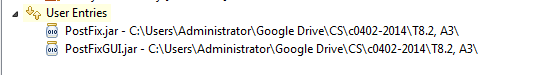 User Entries
PostFix.jar - C:\Users\Administrator\Google Drive\CS\c0402-2014\T8.2, A3\
PostFixGUI.jar - C:\Users\Administrator\Google Drive\CS\c0402-2014\T8.2, A3\